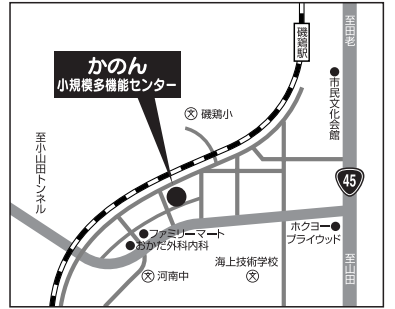 至田老
磯鶏駅
かのん
小規模多機能センター
市民文化会館
文 磯鶏小
至小山田トンネル
45
ファミリーマート
おかだ外科内科
ホクヨー
プライウッド
海上技術学校
文
文 河南中
至山田